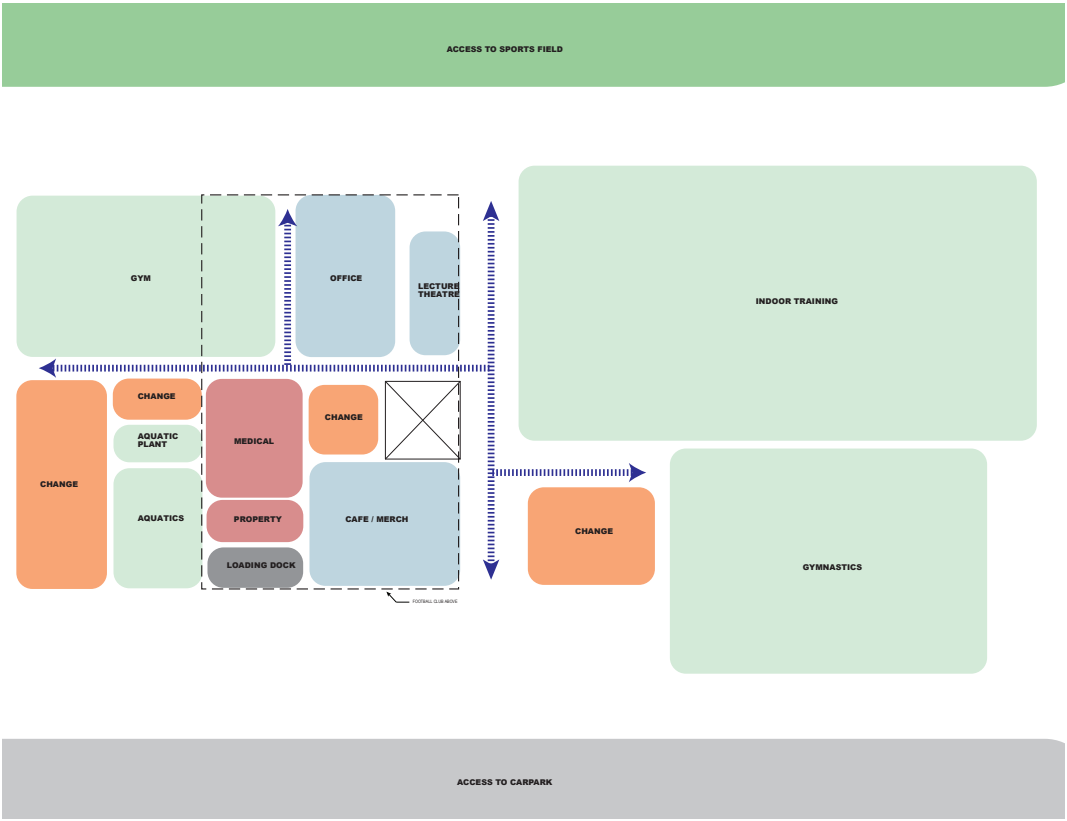 ACCESS TO SPORTS FIELD
GYM
OFFICE
LECTURE
THEATRE
INDOOR TRAINING
CHANGE
AQUATIC
PLANT
MEDICAL
CHANGE
CHANGE
AQUATICS
PROPERTY
CAFE / MERCH
CHANGE
LOADING DOCK
GYMNASTICS
FOOTBALL CLUB ABOVE
ACCESS TO CARPARK